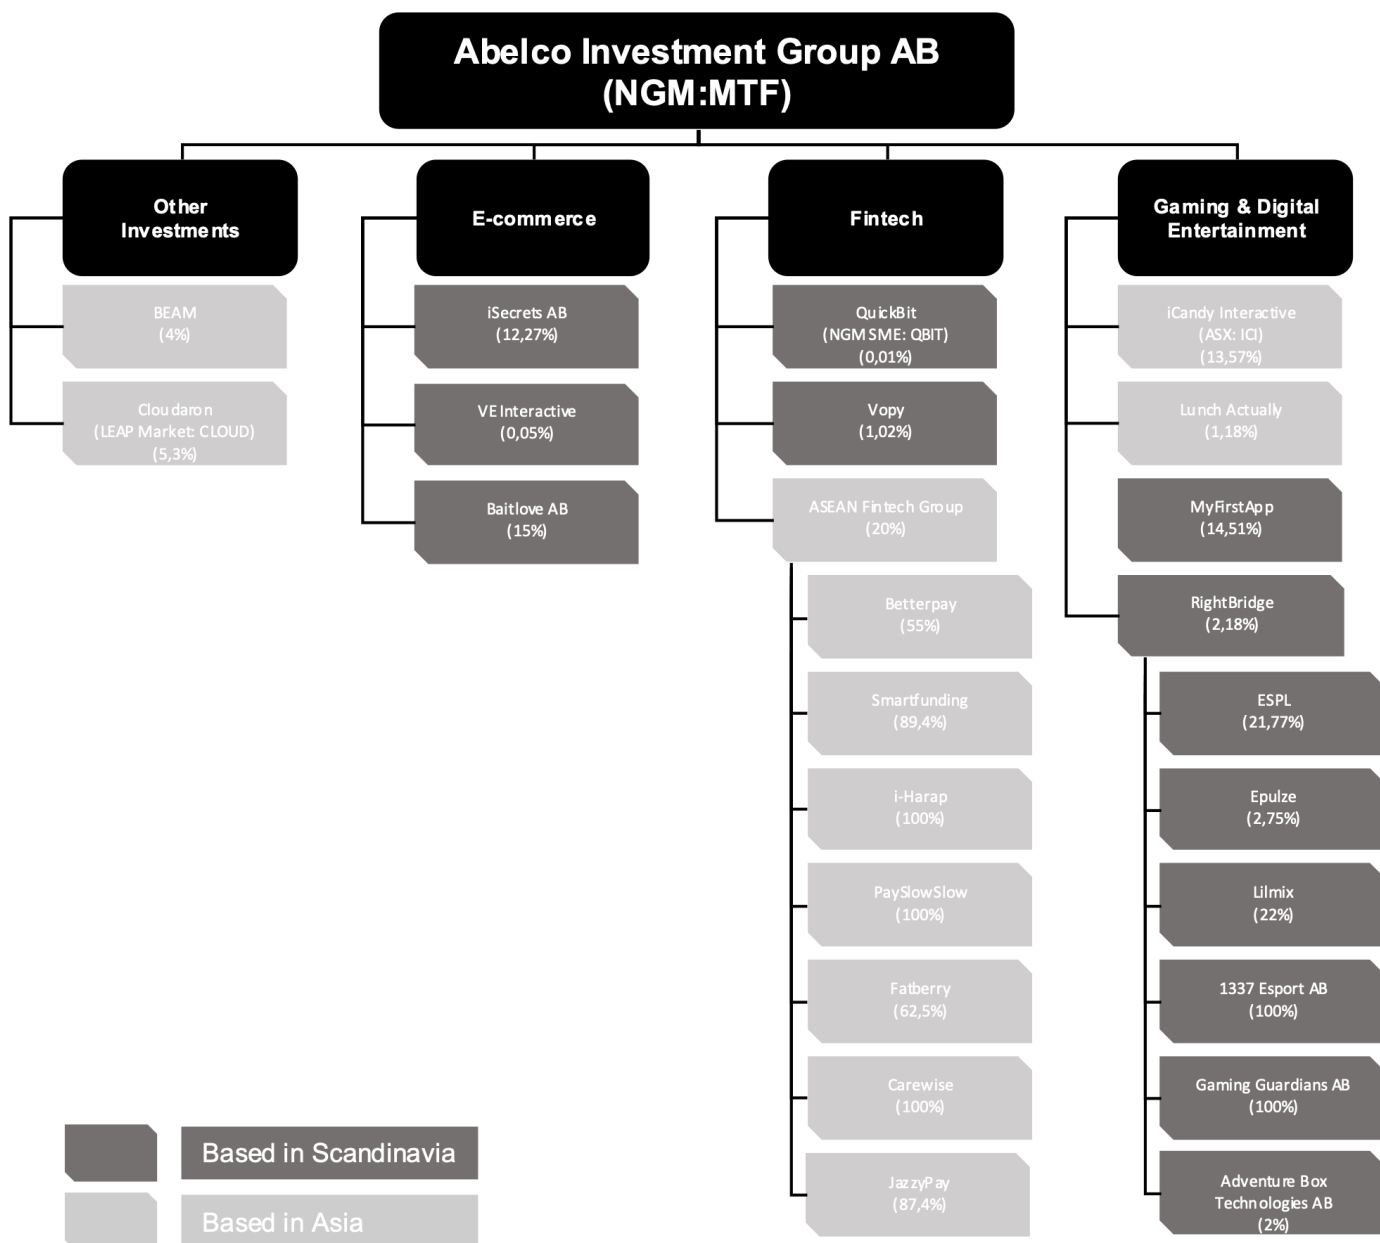 Abelco Investment Group AB
(NGM:MTF)
Other
Investments
BEAM
(4%)
Cloudaron
(LEAP Market: CLOUD)
(5,3%)
E-commerce
iSecrets AB
(12,27%)
VE Interactive
(0,05%)
Baitlove AB
(15%)
Fintech
QuickBit
(NGM SME: QBIT)
(0,01%)
Vopy
(1,02%)
ASEAN Fintech Group
(20%)
Betterpay
(55%)
Smartfunding
(89,4%)
i-Harap
(100%)
PaySlowSlow
(100%)
Fatberry
(62,5%)
Carewise
(100%)
JazzyPay
(87,4%)
Gaming & Digital
Entertainment
iCandy Interactive
(ASX: ICI)
(13,57%)
Lunch Actually
(1,18%)
MyFirstApp
(14,51%)
RightBridge
(2,18%)
ESPL
(21,77%)
Epulze
(2,75%)
Lilmix
(22%)
1337 Esport AB
(100%)
Gaming Guardians AB
(100%)
Adventure Box
Technologies AB
(2%)
Based in Scandinavia
Based in Asia